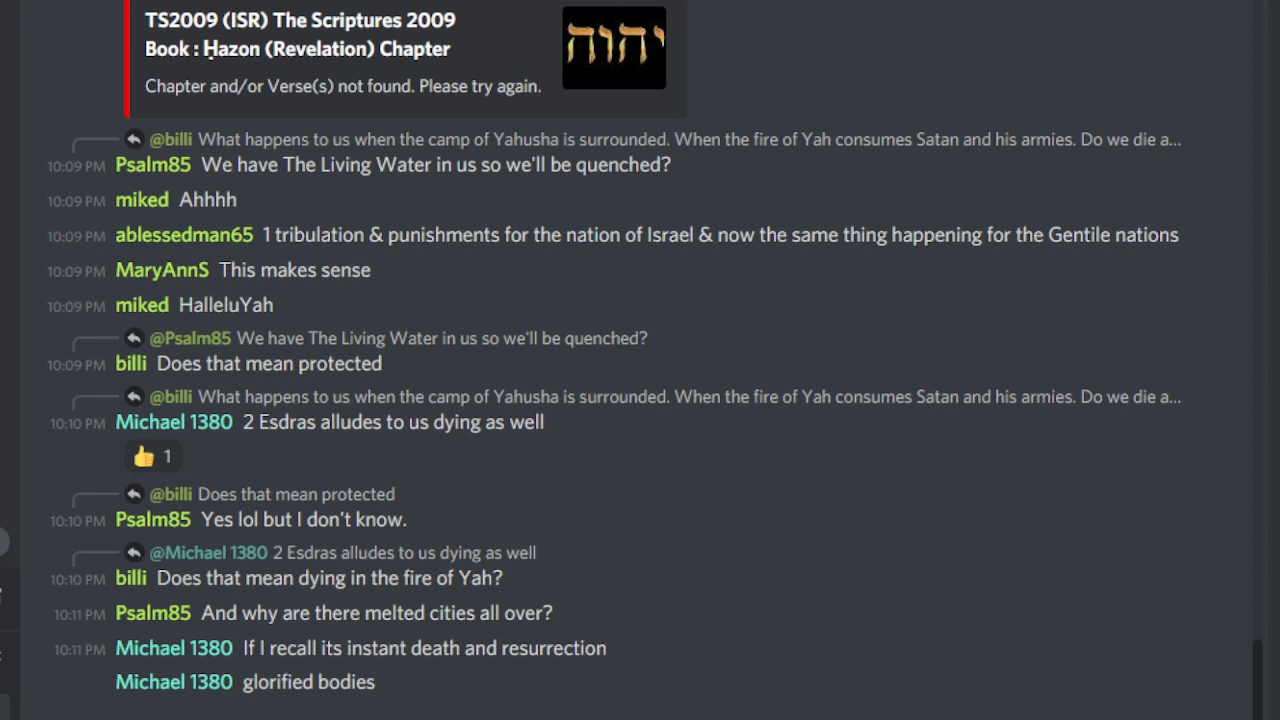 TS2009 (ISR) The Scriptures 2009
Book : Ḥazon (Revelation) Chapter
יהוה
Chapter and/or Verse(s) not found. Please try again.
@billi What happens to us when the camp of Yahusha is surrounded. When the fire of Yah consumes Satan and his armies. Do we die a...
10:09 PM Psalm85 We have The Living Water in us so we'll be quenched?
10:09 PM miked Ahhhh
10:09 PM ablessedman65 1 tribulation & punishments for the nation of Israel & now the same thing happening for the Gentile nations
10:09 PM MaryAnnS This makes sense
10:09 PM miked HalleluYah
@Psalm85 We have The Living Water in us so we'll be quenched?
10:09 PM billi Does that mean protected
@billi What happens to us when the camp of Yahusha is surrounded. When the fire of Yah consumes Satan and his armies. Do we die a...
10:10 PM Michael 1380 2 Esdras alludes to us dying as well
👍 1
@billi Does that mean protected
10:10 PM Psalm85 Yes lol but I don't know.
@Michael 1380 2 Esdras alludes to us dying as well
10:10 PM billi Does that mean dying in the fire of Yah?
10:11 PM Psalm85 And why are there melted cities all over?
10:11 PM Michael 1380 If I recall its instant death and resurrection
Michael 1380 glorified bodies